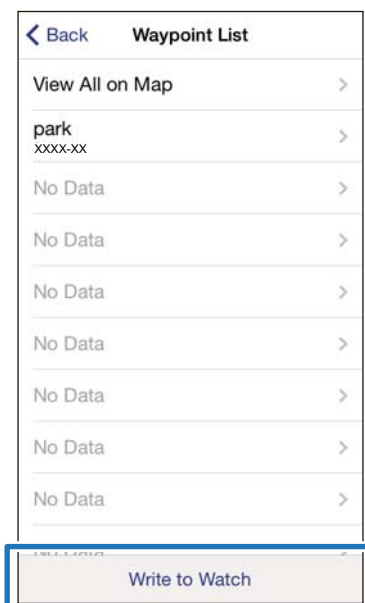 Back Waypoint List
View All on Map
park
XXXX-XX
No Data
No Data
No Data
No Data
No Data
No Data
No Data
Write to Watch